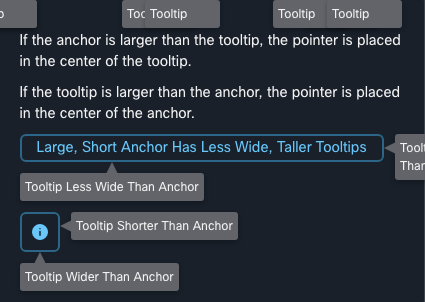 Tooltip Tooltip Tooltip
If the anchor is larger than the tooltip, the pointer is placed
in the center of the tooltip.
If the tooltip is larger than the anchor, the pointer is placed
in the center of the anchor.
Large, Short Anchor Has Less Wide, Taller Tooltips
Tooltip Less Wide Than Anchor
Tooltip Shorter Than Anchor
Tooltip Wider Than Anchor